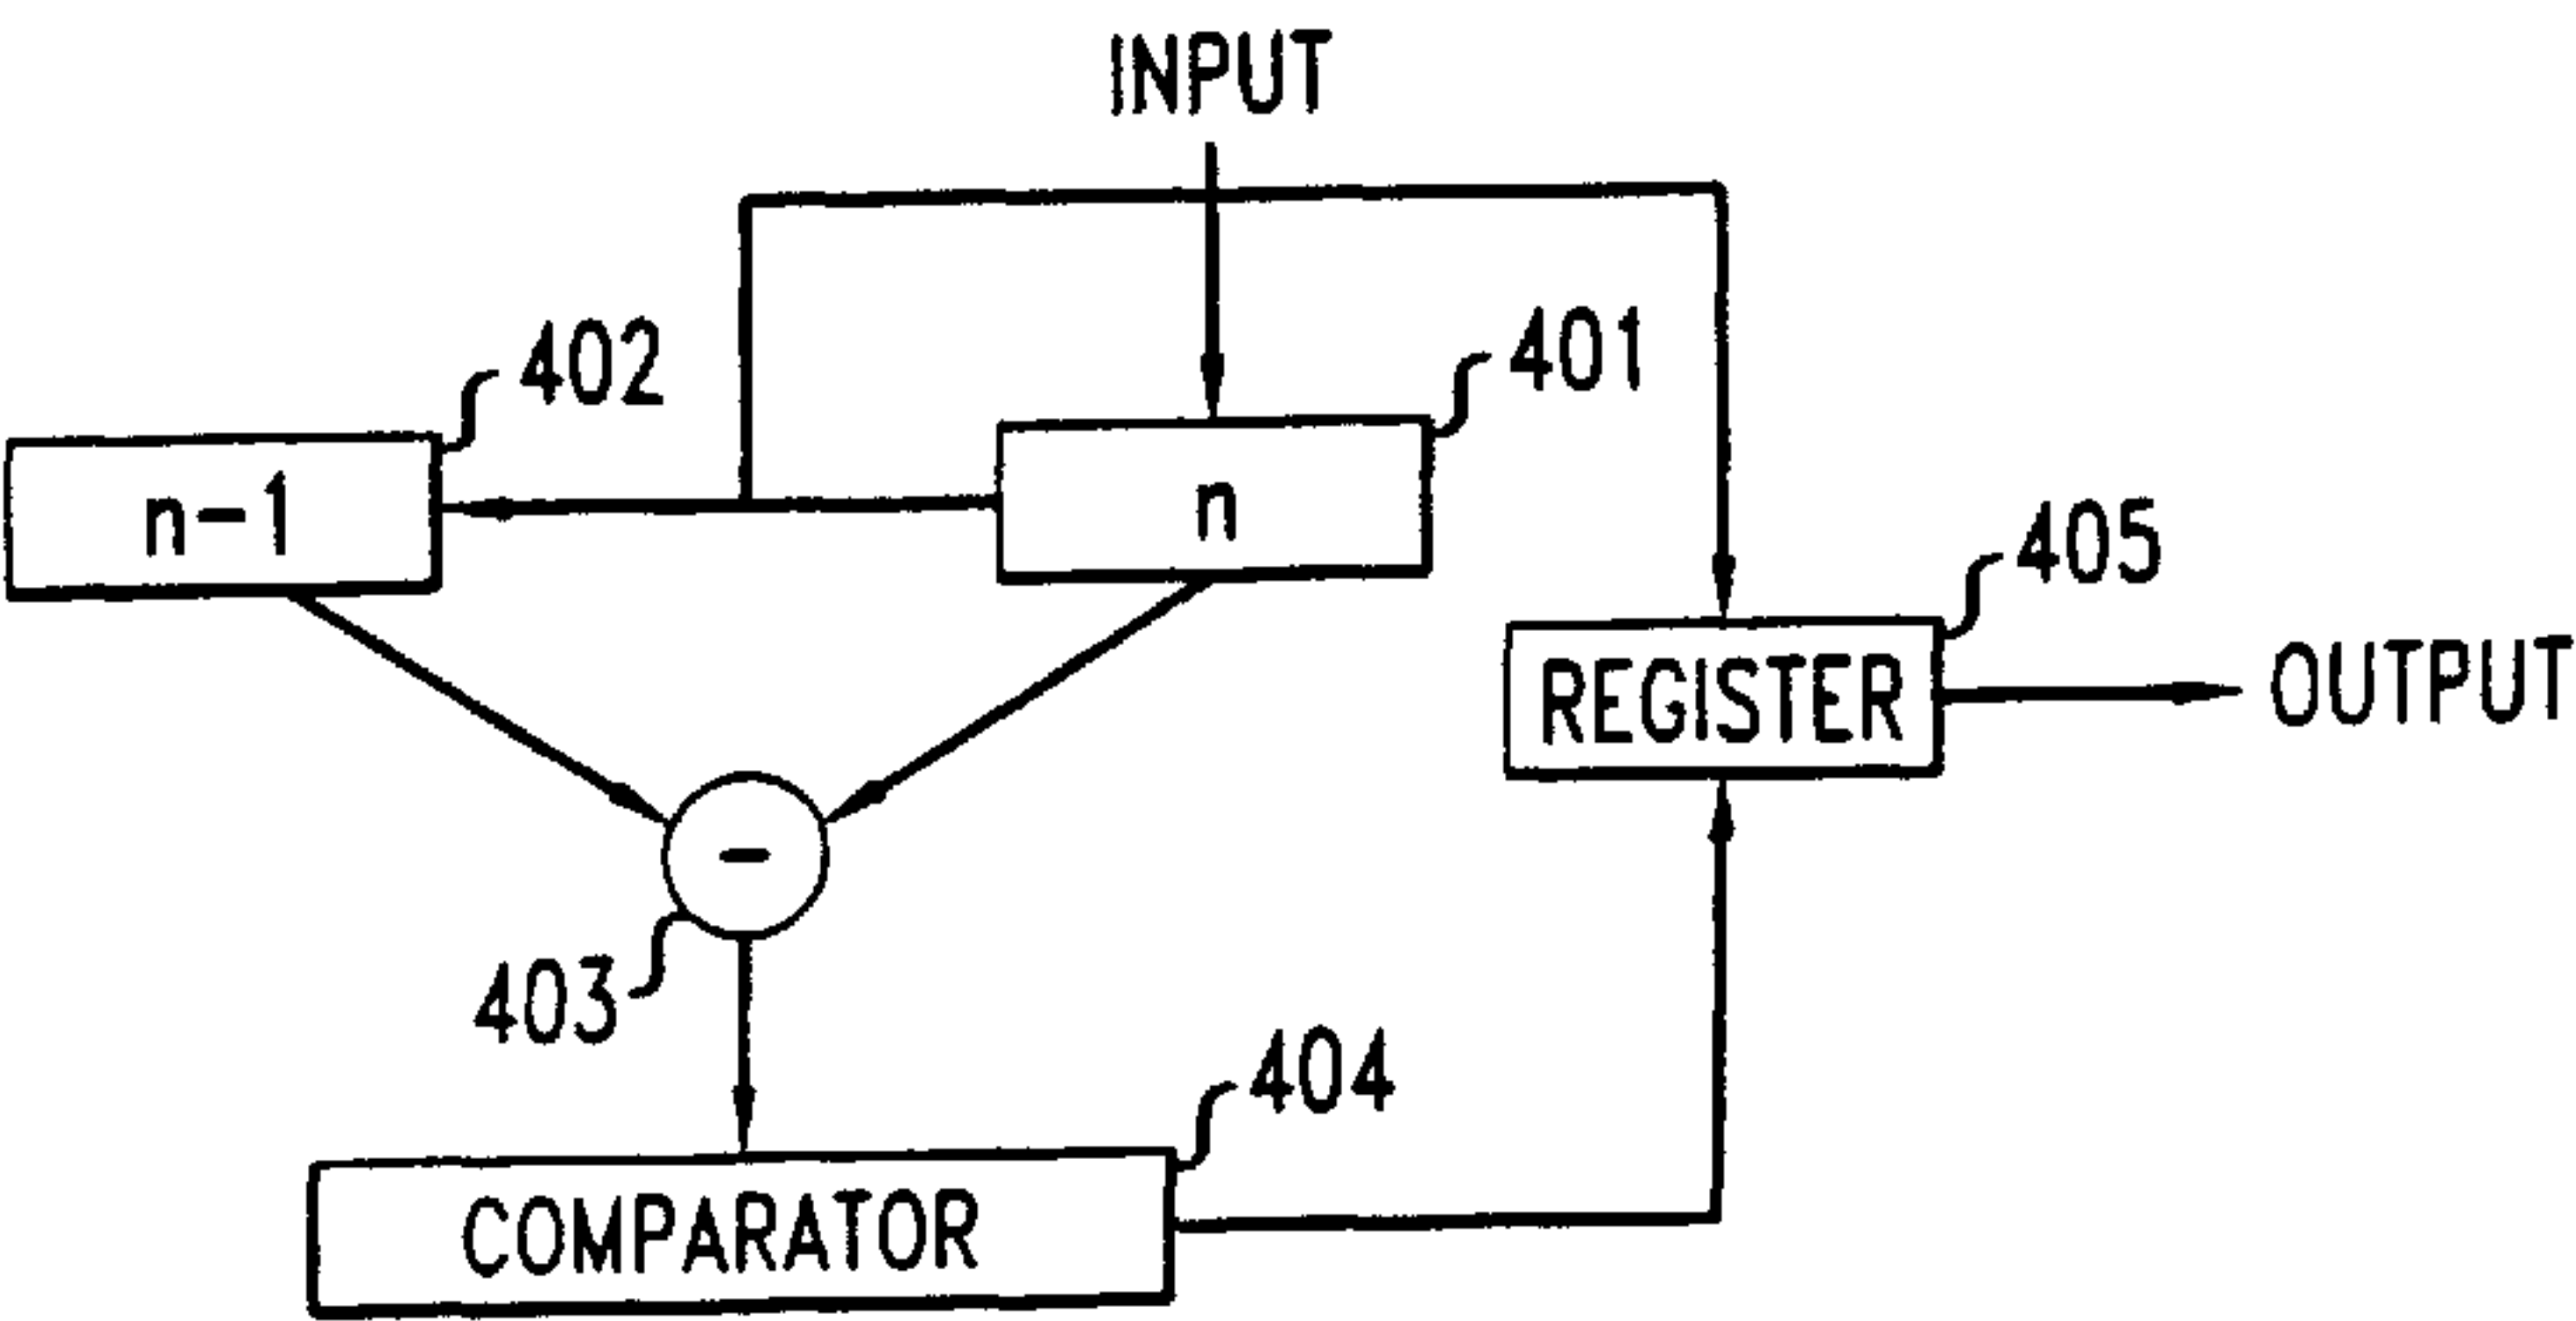 INPUT
402
401
n-1
n
405
REGISTER
OUTPUT
-
403
404
COMPARATOR